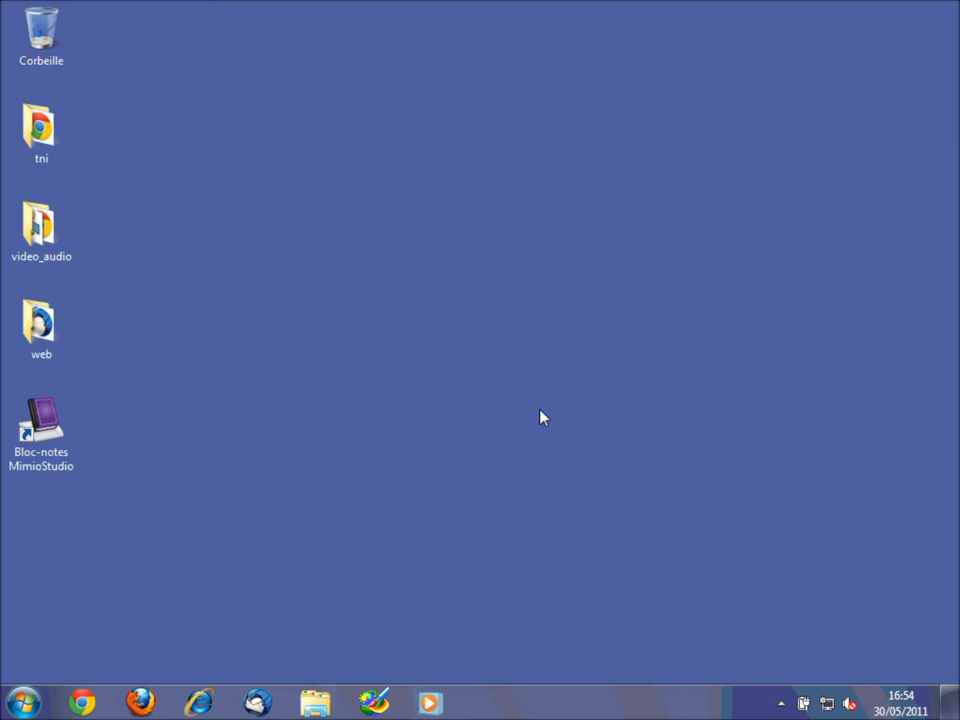 Corbeille
tni
video_audio
web
Bloc-notes
MimioStudio
16:54
30/05/2011